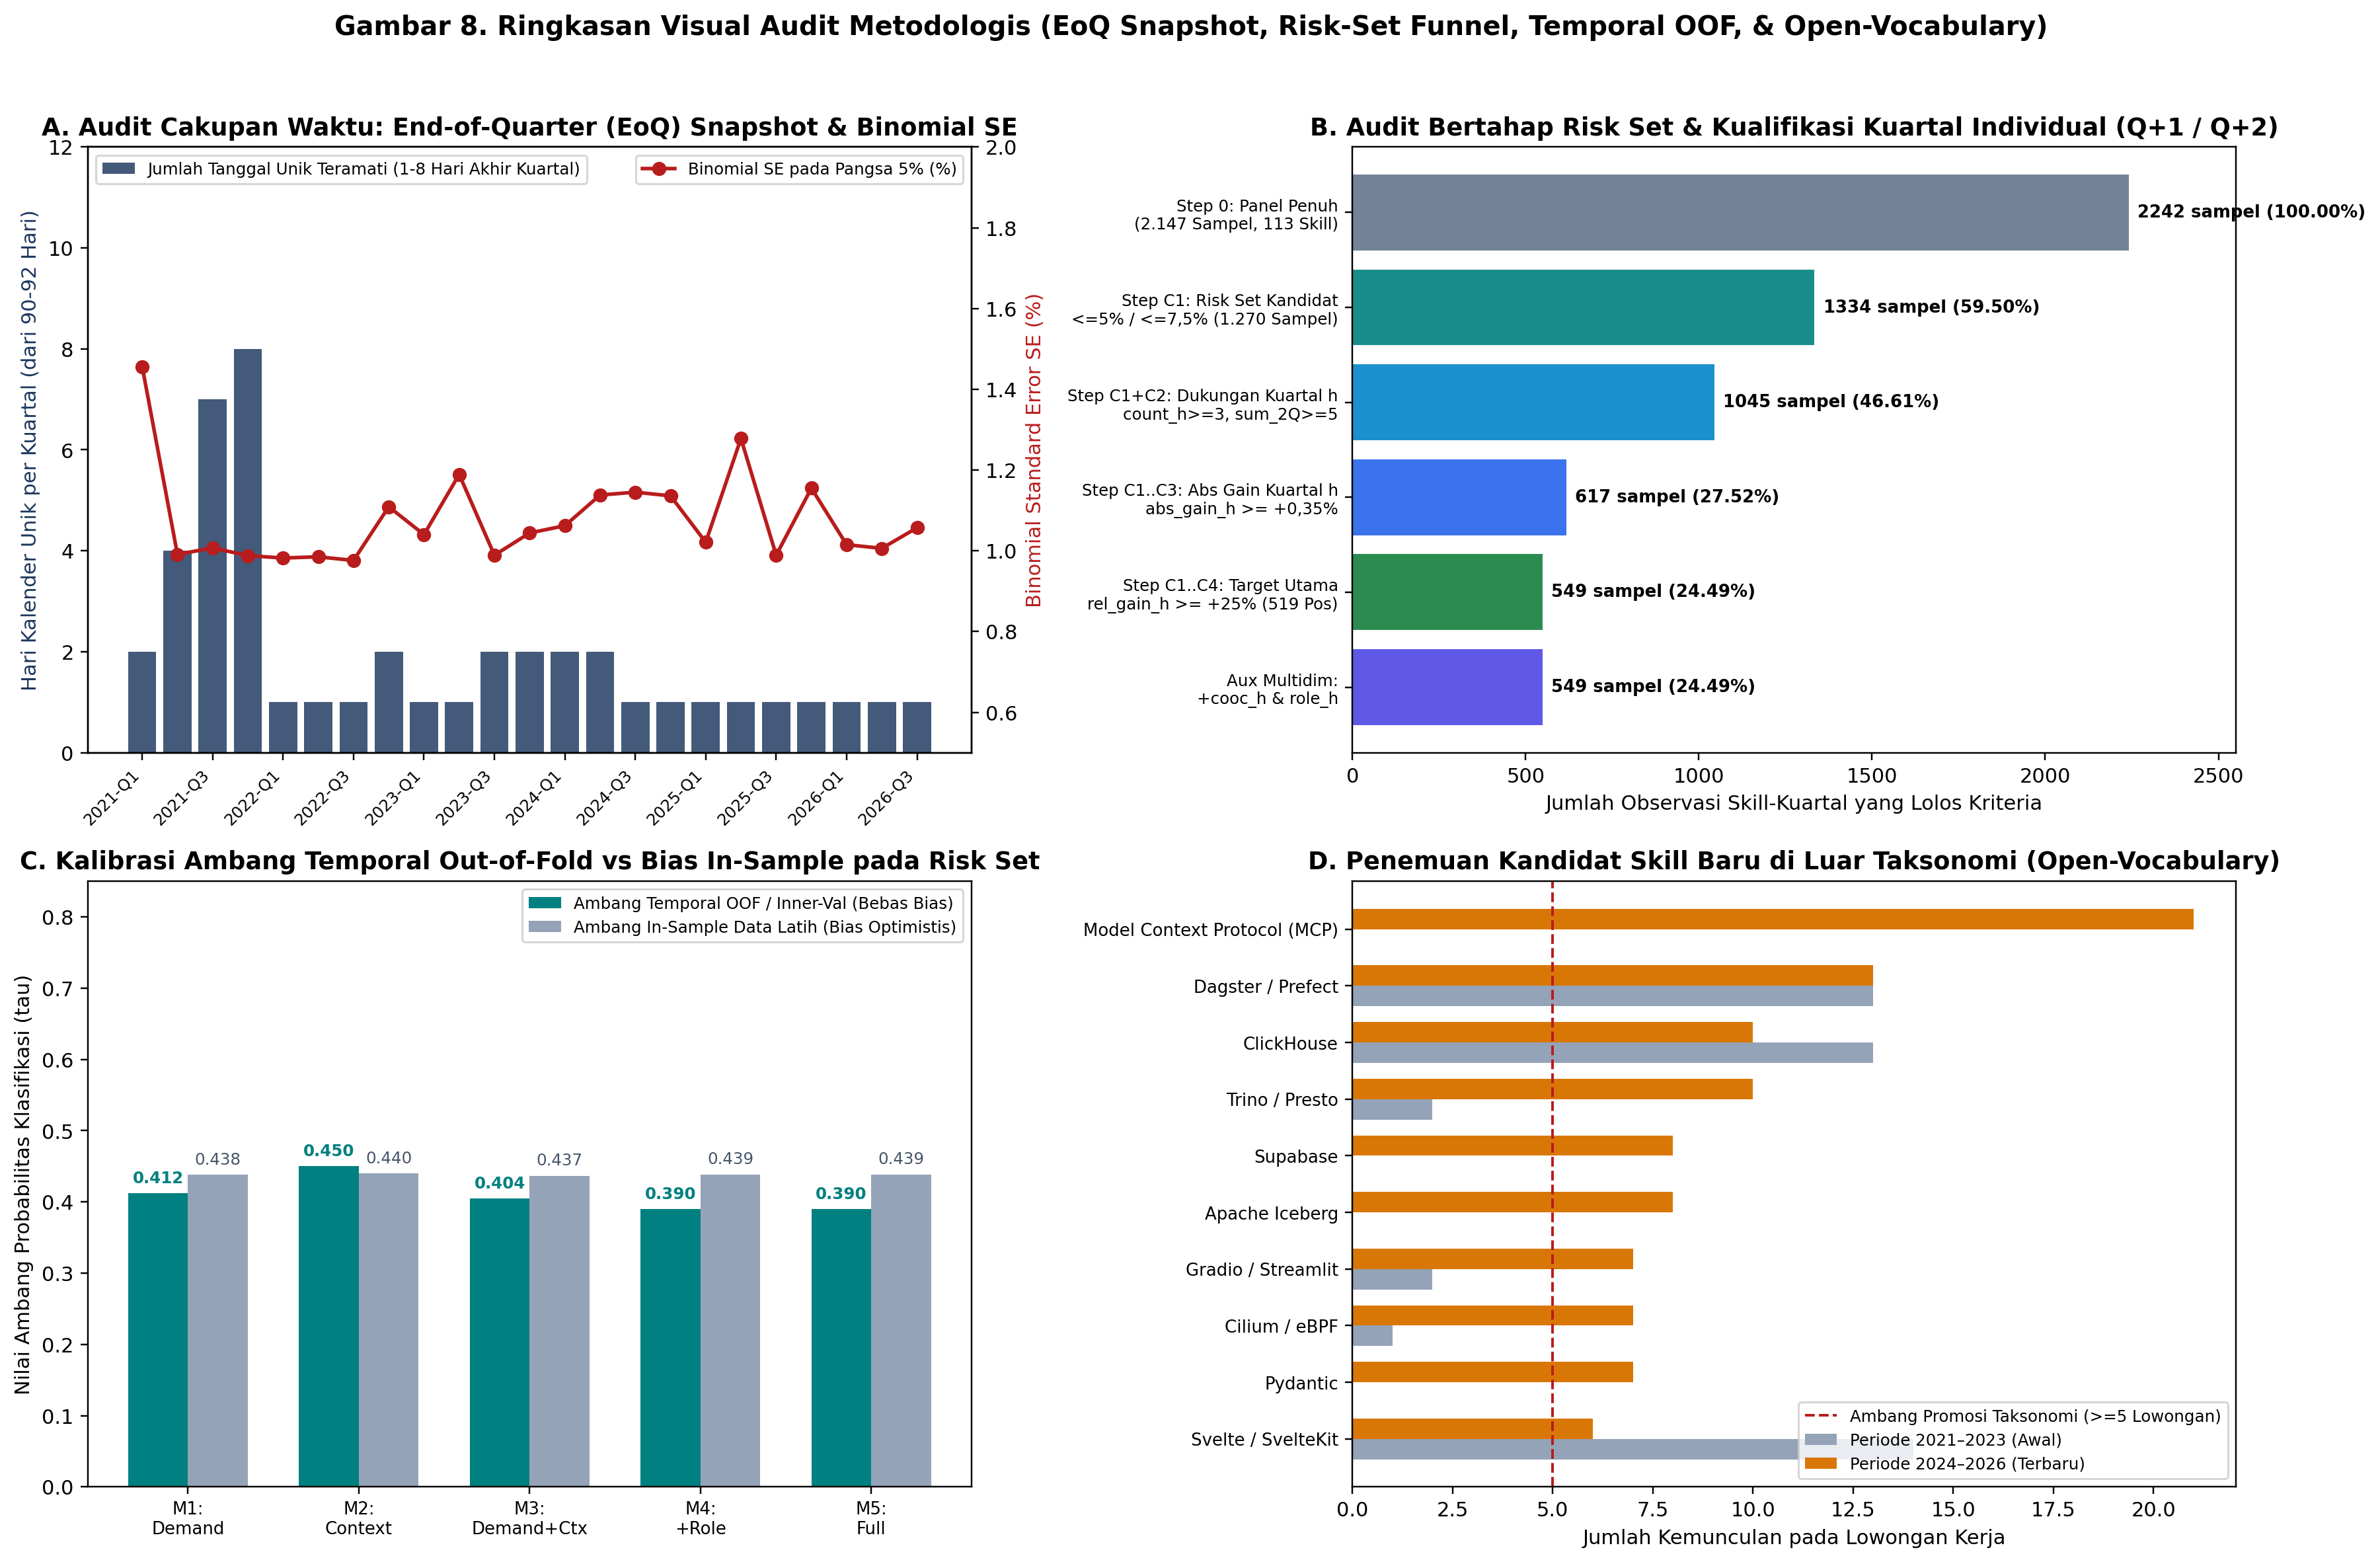 Gambar 8. Ringkasan Visual Audit Metodologis (EoQ Snapshot, Risk-Set Funnel, Temporal OOF, & Open-Vocabulary)
A. Audit Cakupan Waktu: End-of-Quarter (EoQ) Snapshot & Binomial SE
Jumlah Tanggal Unik Teramati (1-8 Hari Akhir Kuartal)
Binomial SE pada Pangsa 5% (%)
Hari Kalender Unik per Kuartal (dari 90-92 Hari)
12
10
8
6
4
2
0
2.0
1.8
1.6
1.4
1.2
1.0
0.8
0.6
Binomial Standard Error SE (%)
2021-Q1
2021-Q3
2022-Q1
2022-Q3
2023-Q1
2023-Q3
2024-Q1
2024-Q3
2025-Q1
2025-Q3
2026-Q1
2026-Q3
B. Audit Bertahap Risk Set & Kualifikasi Kuartal Individual (Q+1 / Q+2)
Step 0: Panel Penuh
(2.147 Sampel, 113 Skill)
2242 sampel (100.00%)
Step C1: Risk Set Kandidat
<=5% / <=7,5% (1.270 Sampel)
1334 sampel (59.50%)
Step C1+C2: Dukungan Kuartal h
count_h>=3, sum_2Q>=5
1045 sampel (46.61%)
Step C1..C3: Abs Gain Kuartal h
abs_gain_h >= +0,35%
617 sampel (27.52%)
Step C1..C4: Target Utama
rel_gain_h >= +25% (519 Pos)
549 sampel (24.49%)
Aux Multidim:
+cooc_h & role_h
549 sampel (24.49%)
0
500
1000
1500
2000
2500
Jumlah Observasi Skill-Kuartal yang Lolos Kriteria
C. Kalibrasi Ambang Temporal Out-of-Fold vs Bias In-Sample pada Risk Set
Ambang Temporal OOF / Inner-Val (Bebas Bias)
Ambang In-Sample Data Latih (Bias Optimistis)
Nilai Ambang Probabilitas Klasifikasi (tau)
0.8
0.7
0.6
0.5
0.4
0.3
0.2
0.1
0.0
0.412
0.438
0.450
0.440
0.404
0.437
0.390
0.439
0.390
0.439
M1:
Demand
M2:
Context
M3:
Demand+Ctx
M4:
+Role
M5:
Full
D. Penemuan Kandidat Skill Baru di Luar Taksonomi (Open-Vocabulary)
Model Context Protocol (MCP)
Dagster / Prefect
ClickHouse
Trino / Presto
Supabase
Apache Iceberg
Gradio / Streamlit
Cilium / eBPF
Pydantic
Svelte / SvelteKit
Ambang Promosi Taksonomi (>=5 Lowongan)
Periode 2021–2023 (Awal)
Periode 2024–2026 (Terbaru)
0.0
2.5
5.0
7.5
10.0
12.5
15.0
17.5
20.0
Jumlah Kemunculan pada Lowongan Kerja